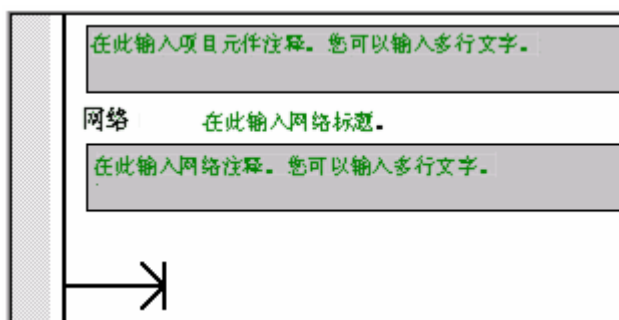 在此输入项目元件注释。您可以输入多行文字。
网络 在此输入网络标题。
在此输入网络注释。您可以输入多行文字。